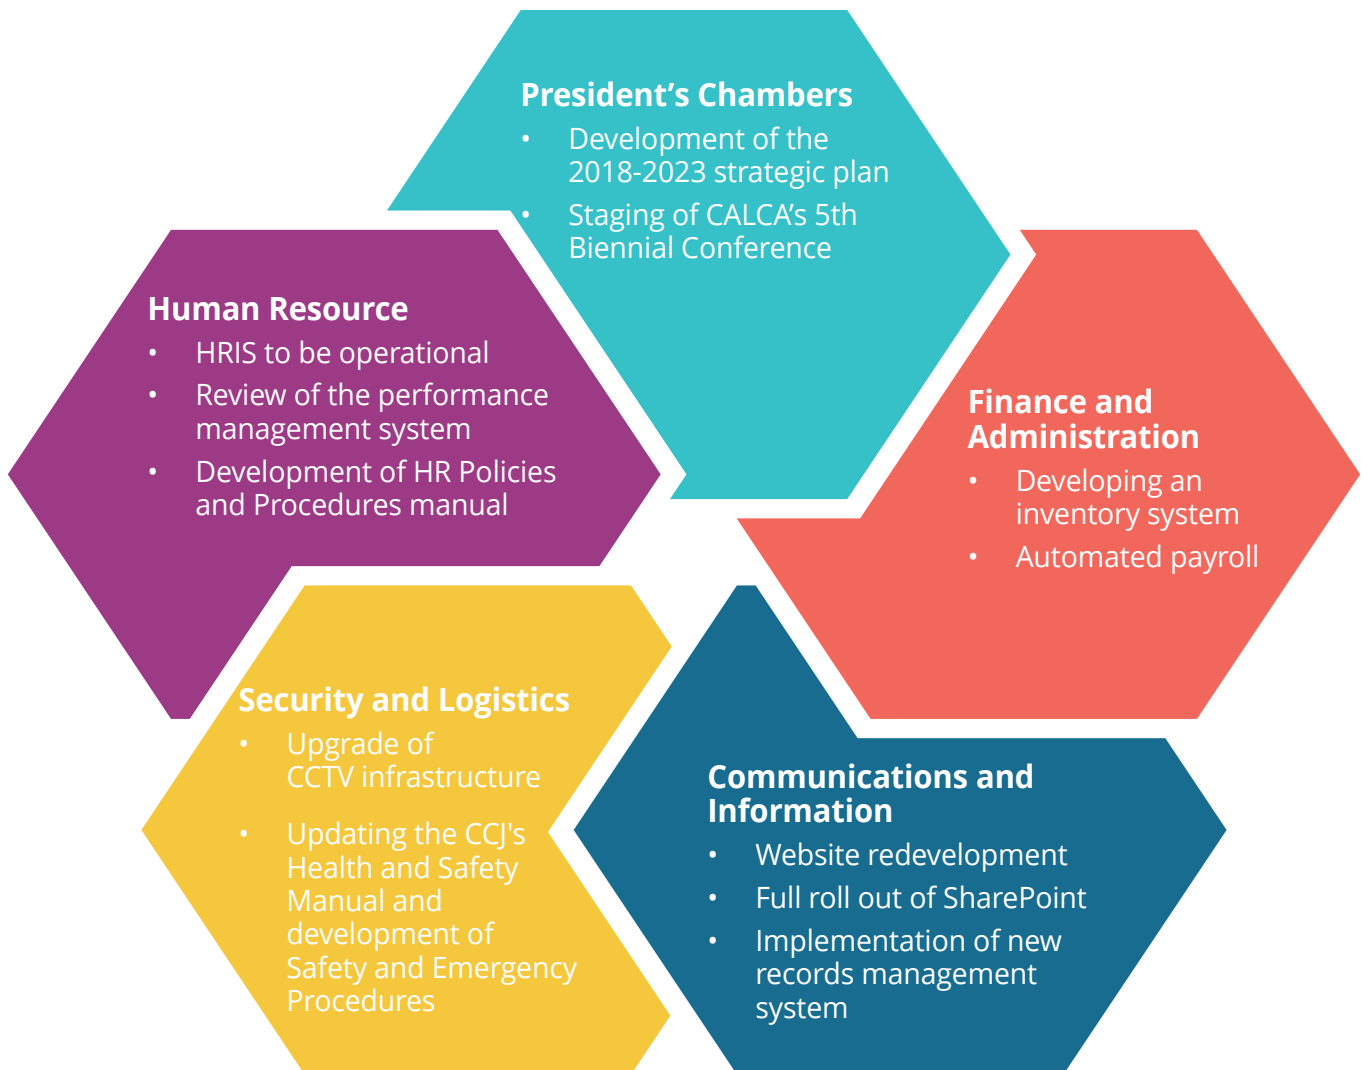 President’s Chambers
• Development of the
2018-2023 strategic plan
• Staging of CALCA’s 5th
Biennial Conference
Human Resource
• HRIS to be operational
• Review of the performance
management system
• Development of HR Policies
and Procedures manual
Finance and
Administration
• Developing an
inventory system
• Automated payroll
Security and Logistics
• Upgrade of
CCTV infrastructure
• Updating the CCJ's
Health and Safety
Manual and
development of
Safety and Emergency
Procedures
Communications and
Information
• Website redevelopment
• Full roll out of SharePoint
• Implementation of new
records management
system